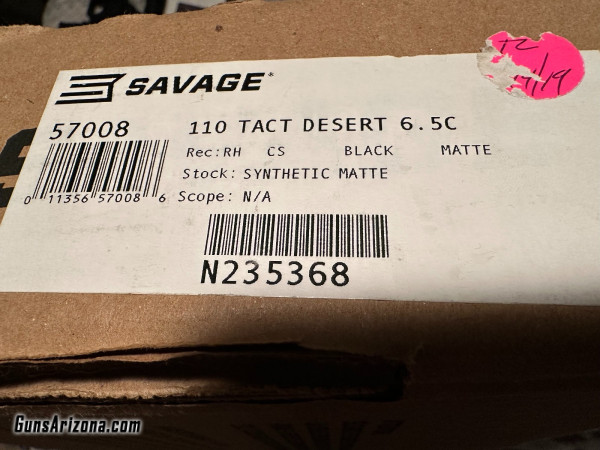 SAVAGE
57008
110 TACT DESERT 6.5C
Rec:RH CS BLACK MATTE
Stock: SYNTHETIC MATTE
Scope: N/A
0 11356 57008 6
N235368
GunsArizona.com